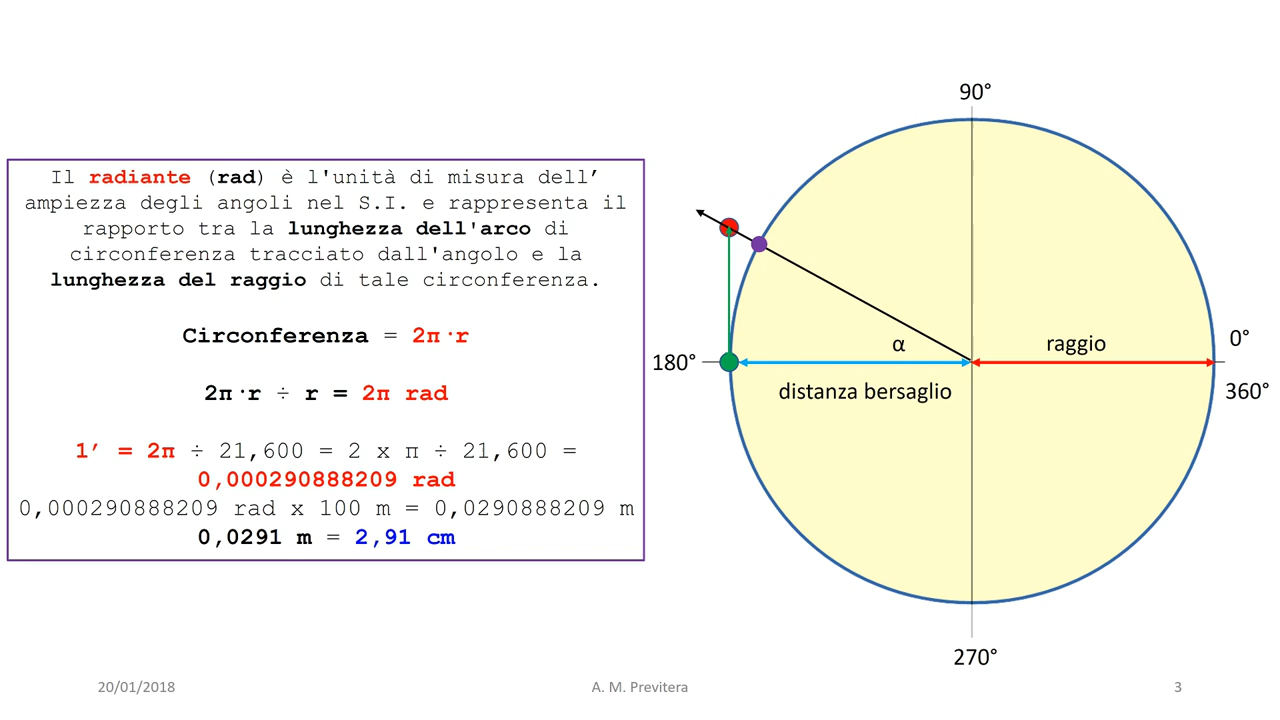 Il radiante (rad) è l'unità di misura dell’
ampiezza degli angoli nel S.I. e rappresenta il
rapporto tra la lunghezza dell'arco di
circonferenza tracciato dall'angolo e la
lunghezza del raggio di tale circonferenza.
Circonferenza = 2π·r
2π·r ÷ r = 2π rad
1’ = 2π ÷ 21,600 = 2 x π ÷ 21,600 =
0,000290888209 rad
0,000290888209 rad x 100 m = 0,0290888209 m
0,0291 m = 2,91 cm
90°
180°
α
raggio
0°
distanza bersaglio
360°
270°
20/01/2018
A. M. Previtera
3